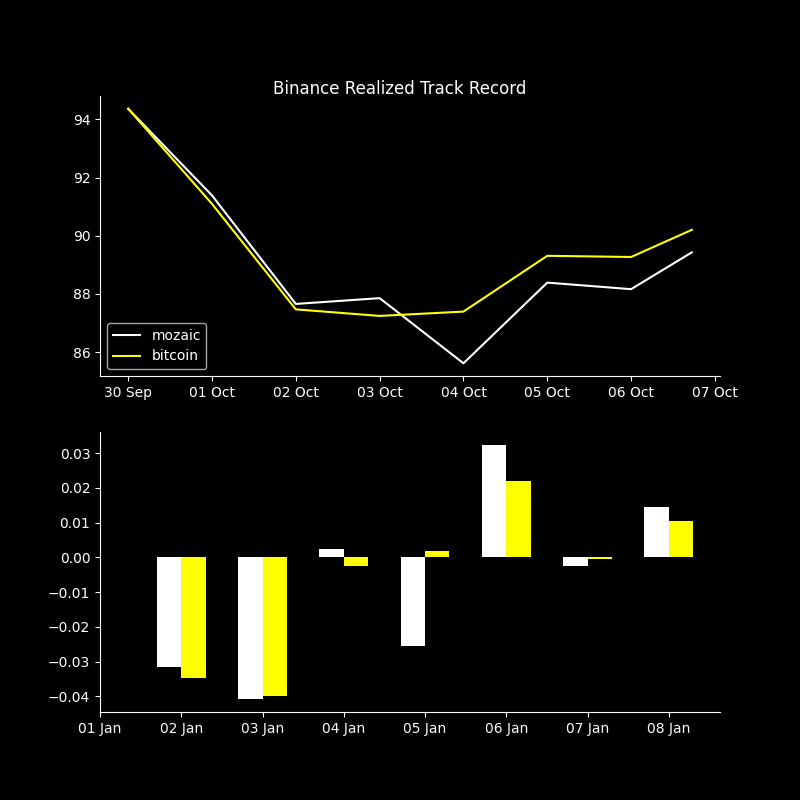 Binance Realized Track Record
94
92
90
88
86
mozaic
bitcoin
30 Sep 01 Oct 02 Oct 03 Oct 04 Oct 05 Oct 06 Oct 07 Oct
0.03
0.02
0.01
0.00
−0.01
−0.02
−0.03
−0.04
01 Jan 02 Jan 03 Jan 04 Jan 05 Jan 06 Jan 07 Jan 08 Jan